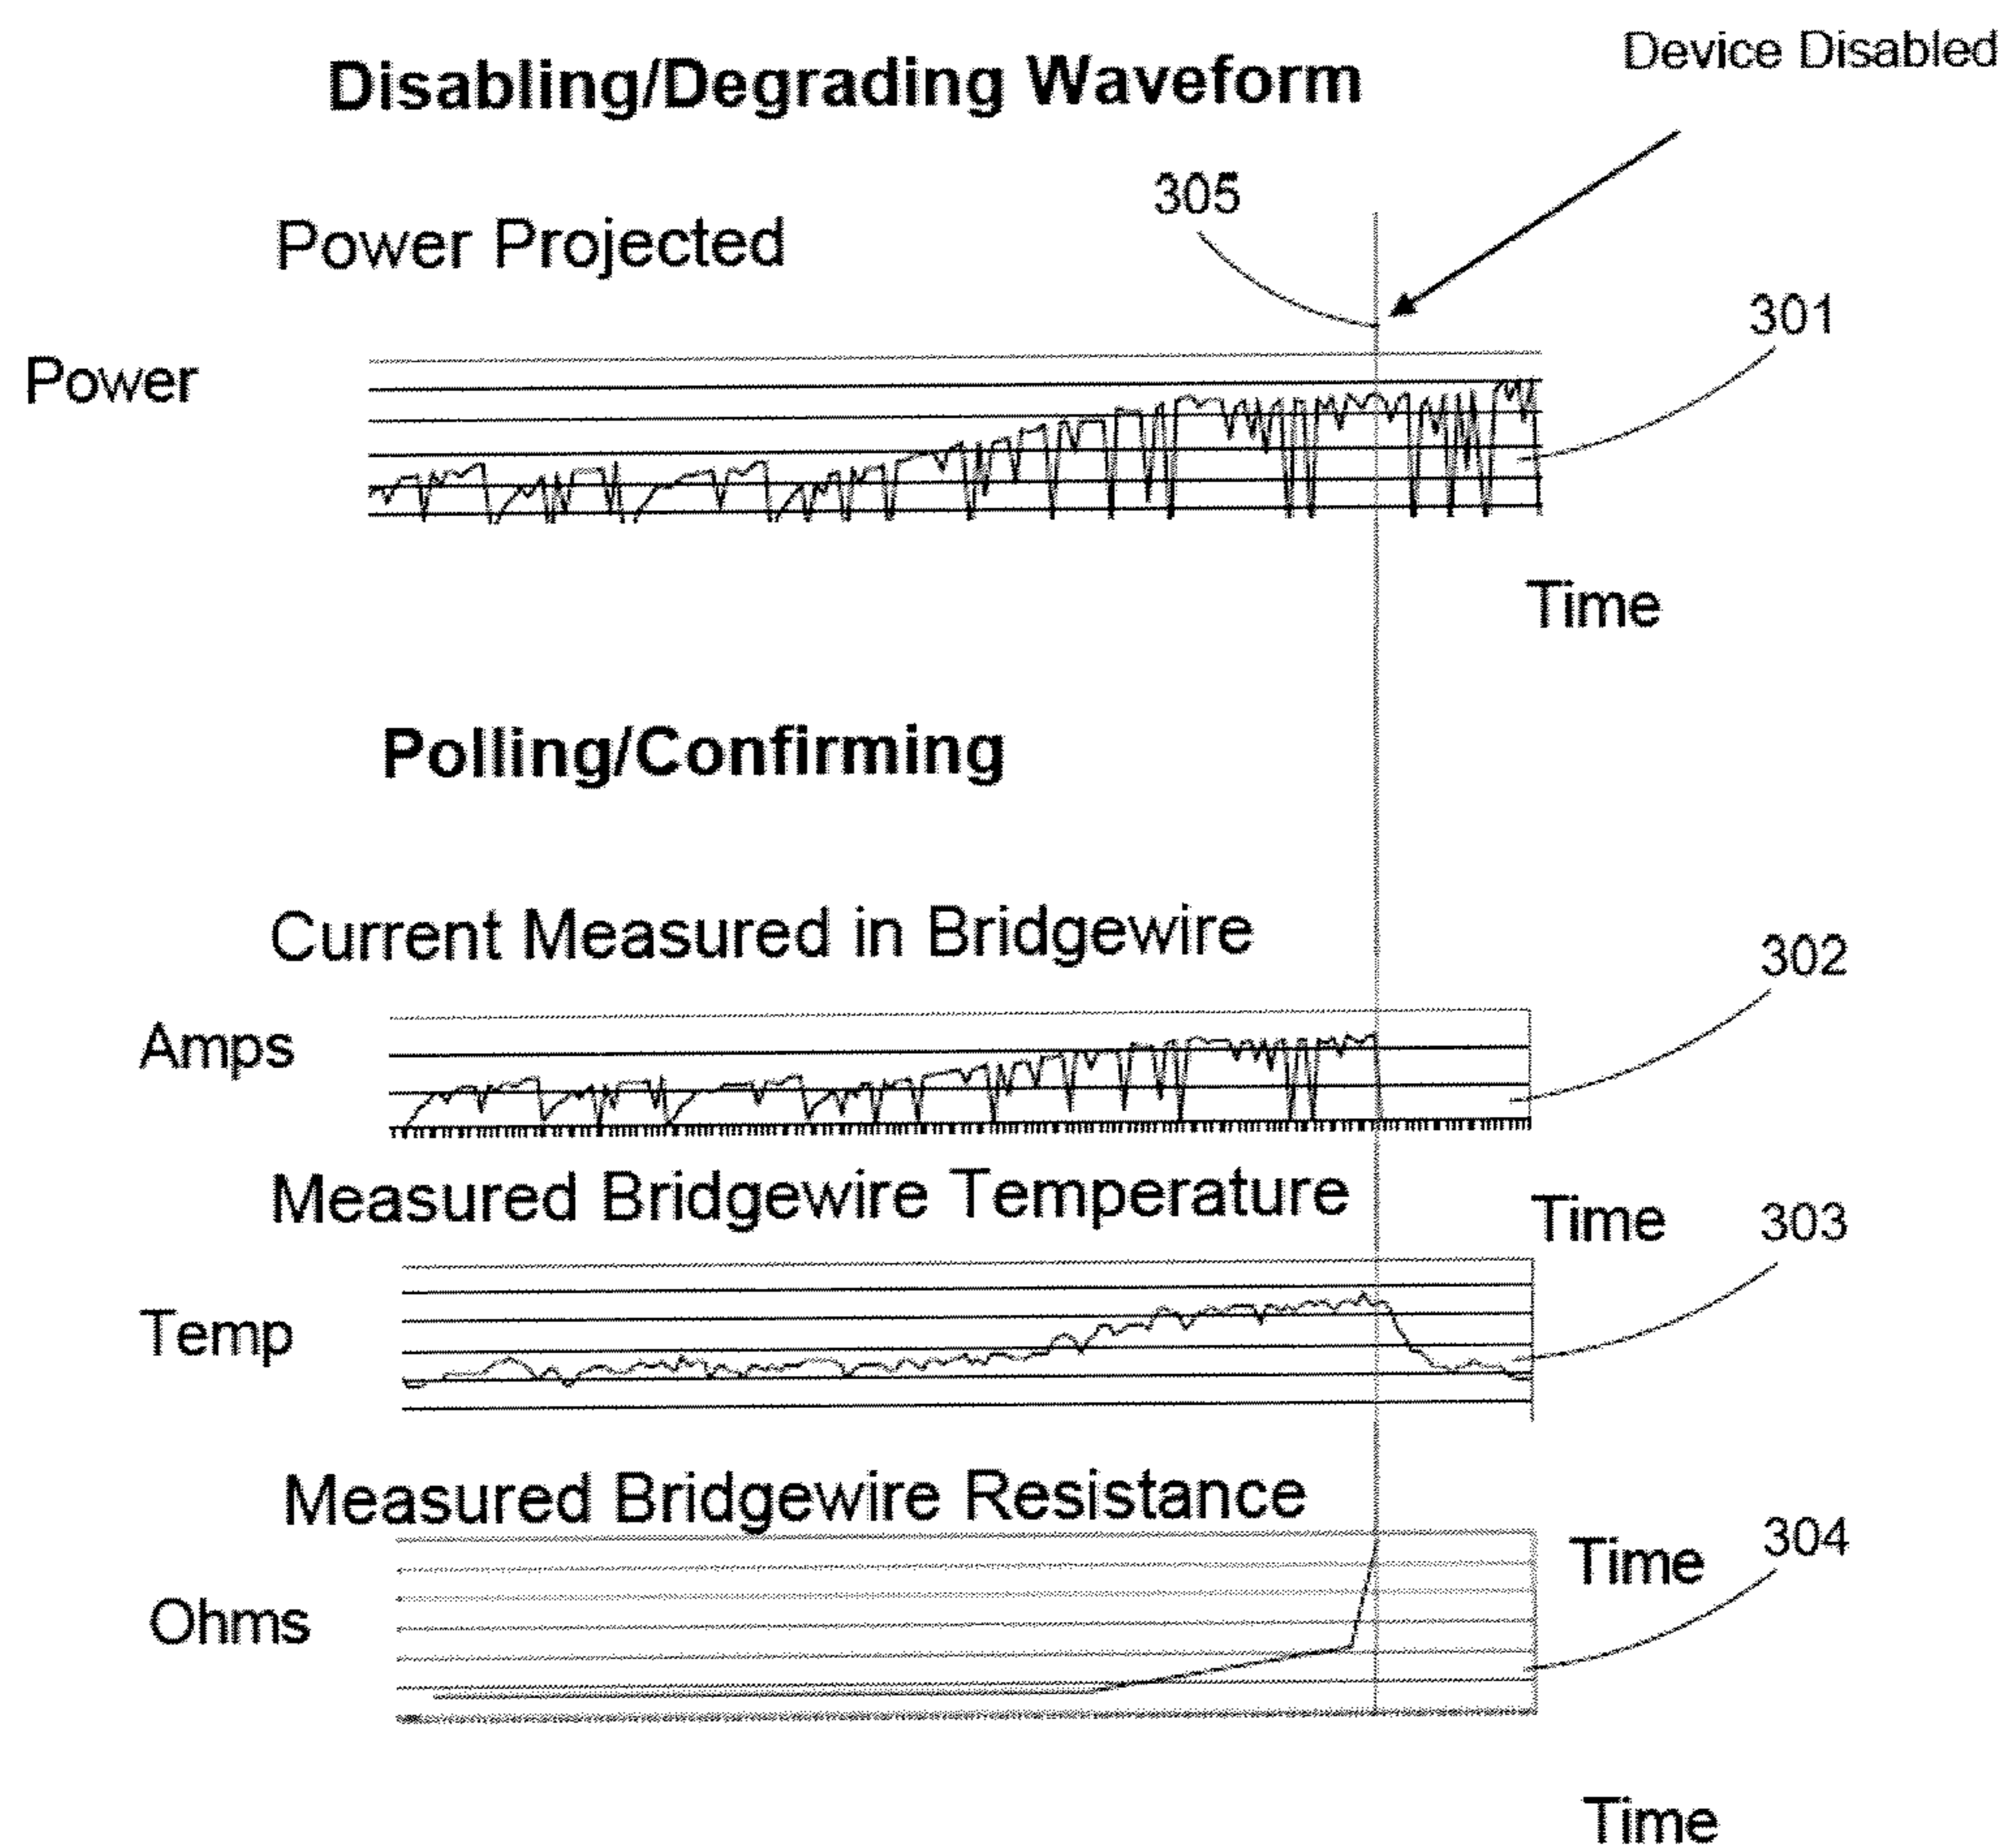 Device Disabled
Disabling/Degrading Waveform
305
Power Projected
301
Power
Time
Polling/Confirming
Current Measured in Bridgewire
302
Amps
Measured Bridgewire Temperature
Time
303
Temp
Measured Bridgewire Resistance
Time
304
Ohms
Time